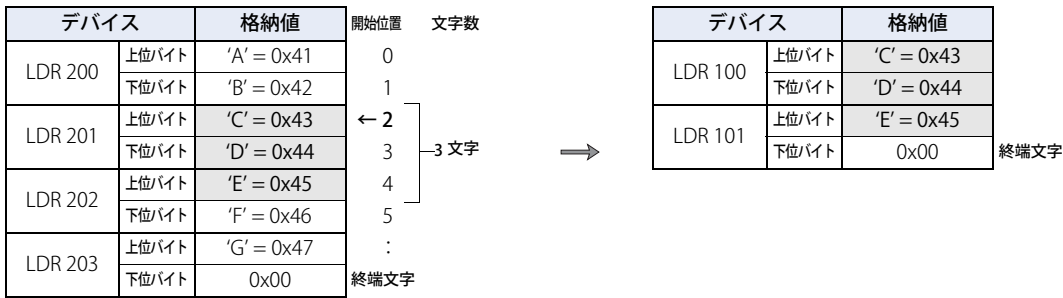 デバイス 格納値 開始位置 文字数
LDR 200 上位バイト 'A' = 0x41 0
下位バイト 'B' = 0x42 1
LDR 201 上位バイト 'C' = 0x43 ← 2
下位バイト 'D' = 0x44 3 3 文字
LDR 202 上位バイト 'E' = 0x45 4
下位バイト 'F' = 0x46 5
LDR 203 上位バイト 'G' = 0x47 :
下位バイト 0x00 終端文字
デバイス 格納値
LDR 100 上位バイト 'C' = 0x43
下位バイト 'D' = 0x44
LDR 101 上位バイト 'E' = 0x45
下位バイト 0x00 終端文字